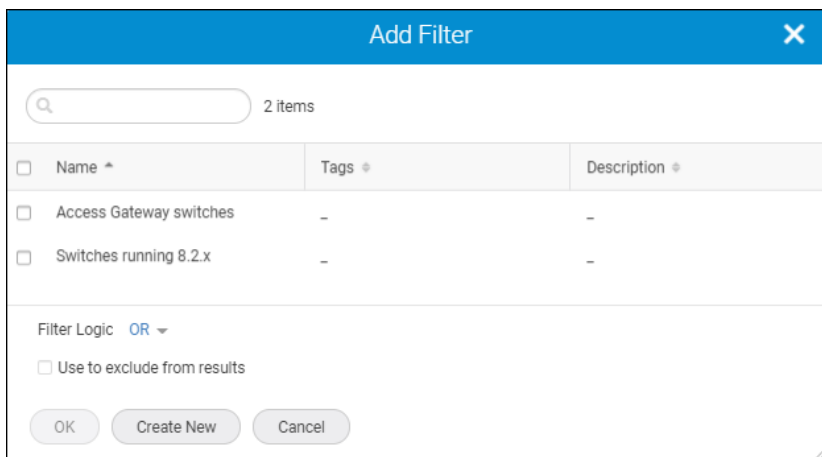 Add Filter
2 items
Name Tags Description
Access Gateway switches – –
Switches running 8.2.x – –
Filter Logic OR
Use to exclude from results
OK Create New Cancel